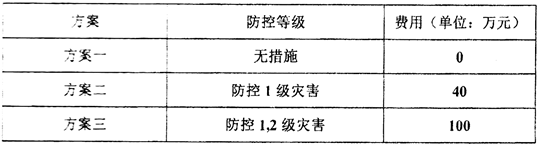 方案 防控等级 费用（单位：万元）
方案一 无措施 0
方案二 防控1级灾害 40
方案三 防控1,2级灾害 100